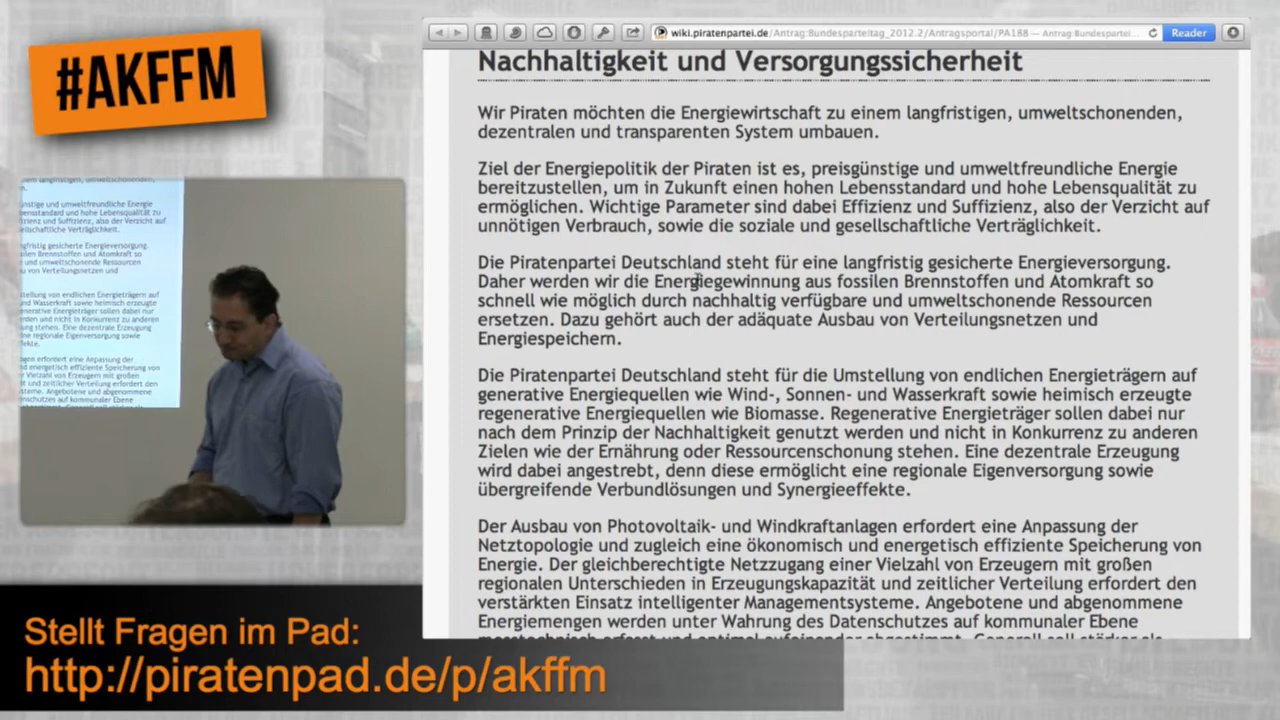 #AKFFM
wiki.piratenpartei.de/Antrag:Bundesparteitag_2012.2/Antragsportal/PA188 — Antrag:Bundespartei...
Reader
Nachhaltigkeit und Versorgungssicherheit
Wir Piraten möchten die Energiewirtschaft zu einem langfristigen, umweltschonenden,
dezentralen und transparenten System umbauen.
Ziel der Energiepolitik der Piraten ist es, preisgünstige und umweltfreundliche Energie
bereitzustellen, um in Zukunft einen hohen Lebensstandard und hohe Lebensqualität zu
ermöglichen. Wichtige Parameter sind dabei Effizienz und Suffizienz, also der Verzicht auf
unnötigen Verbrauch, sowie die soziale und gesellschaftliche Verträglichkeit.
Die Piratenpartei Deutschland steht für eine langfristig gesicherte Energieversorgung.
Daher werden wir die Energiegewinnung aus fossilen Brennstoffen und Atomkraft so
schnell wie möglich durch nachhaltig verfügbare und umweltschonende Ressourcen
ersetzen. Dazu gehört auch der adäquate Ausbau von Verteilungsnetzen und
Energiespeichern.
Die Piratenpartei Deutschland steht für die Umstellung von endlichen Energieträgern auf
generative Energiequellen wie Wind-, Sonnen- und Wasserkraft sowie heimisch erzeugte
regenerative Energiequellen wie Biomasse. Regenerative Energieträger sollen dabei nur
nach dem Prinzip der Nachhaltigkeit genutzt werden und nicht in Konkurrenz zu anderen
Zielen wie der Ernährung oder Ressourcenschonung stehen. Eine dezentrale Erzeugung
wird dabei angestrebt, denn diese ermöglicht eine regionale Eigenversorgung sowie
übergreifende Verbundlösungen und Synergieeffekte.
Der Ausbau von Photovoltaik- und Windkraftanlagen erfordert eine Anpassung der
Netztopologie und zugleich eine ökonomisch und energetisch effiziente Speicherung von
Energie. Der gleichberechtigte Netzzugang einer Vielzahl von Erzeugern mit großen
regionalen Unterschieden in Erzeugungskapazität und zeitlicher Verteilung erfordert den
verstärkten Einsatz intelligenter Managementsysteme. Angebotene und abgenommene
Energiemengen werden unter Wahrung des Datenschutzes auf kommunaler Ebene
Stellt Fragen im Pad:
http://piratenpad.de/p/akffm